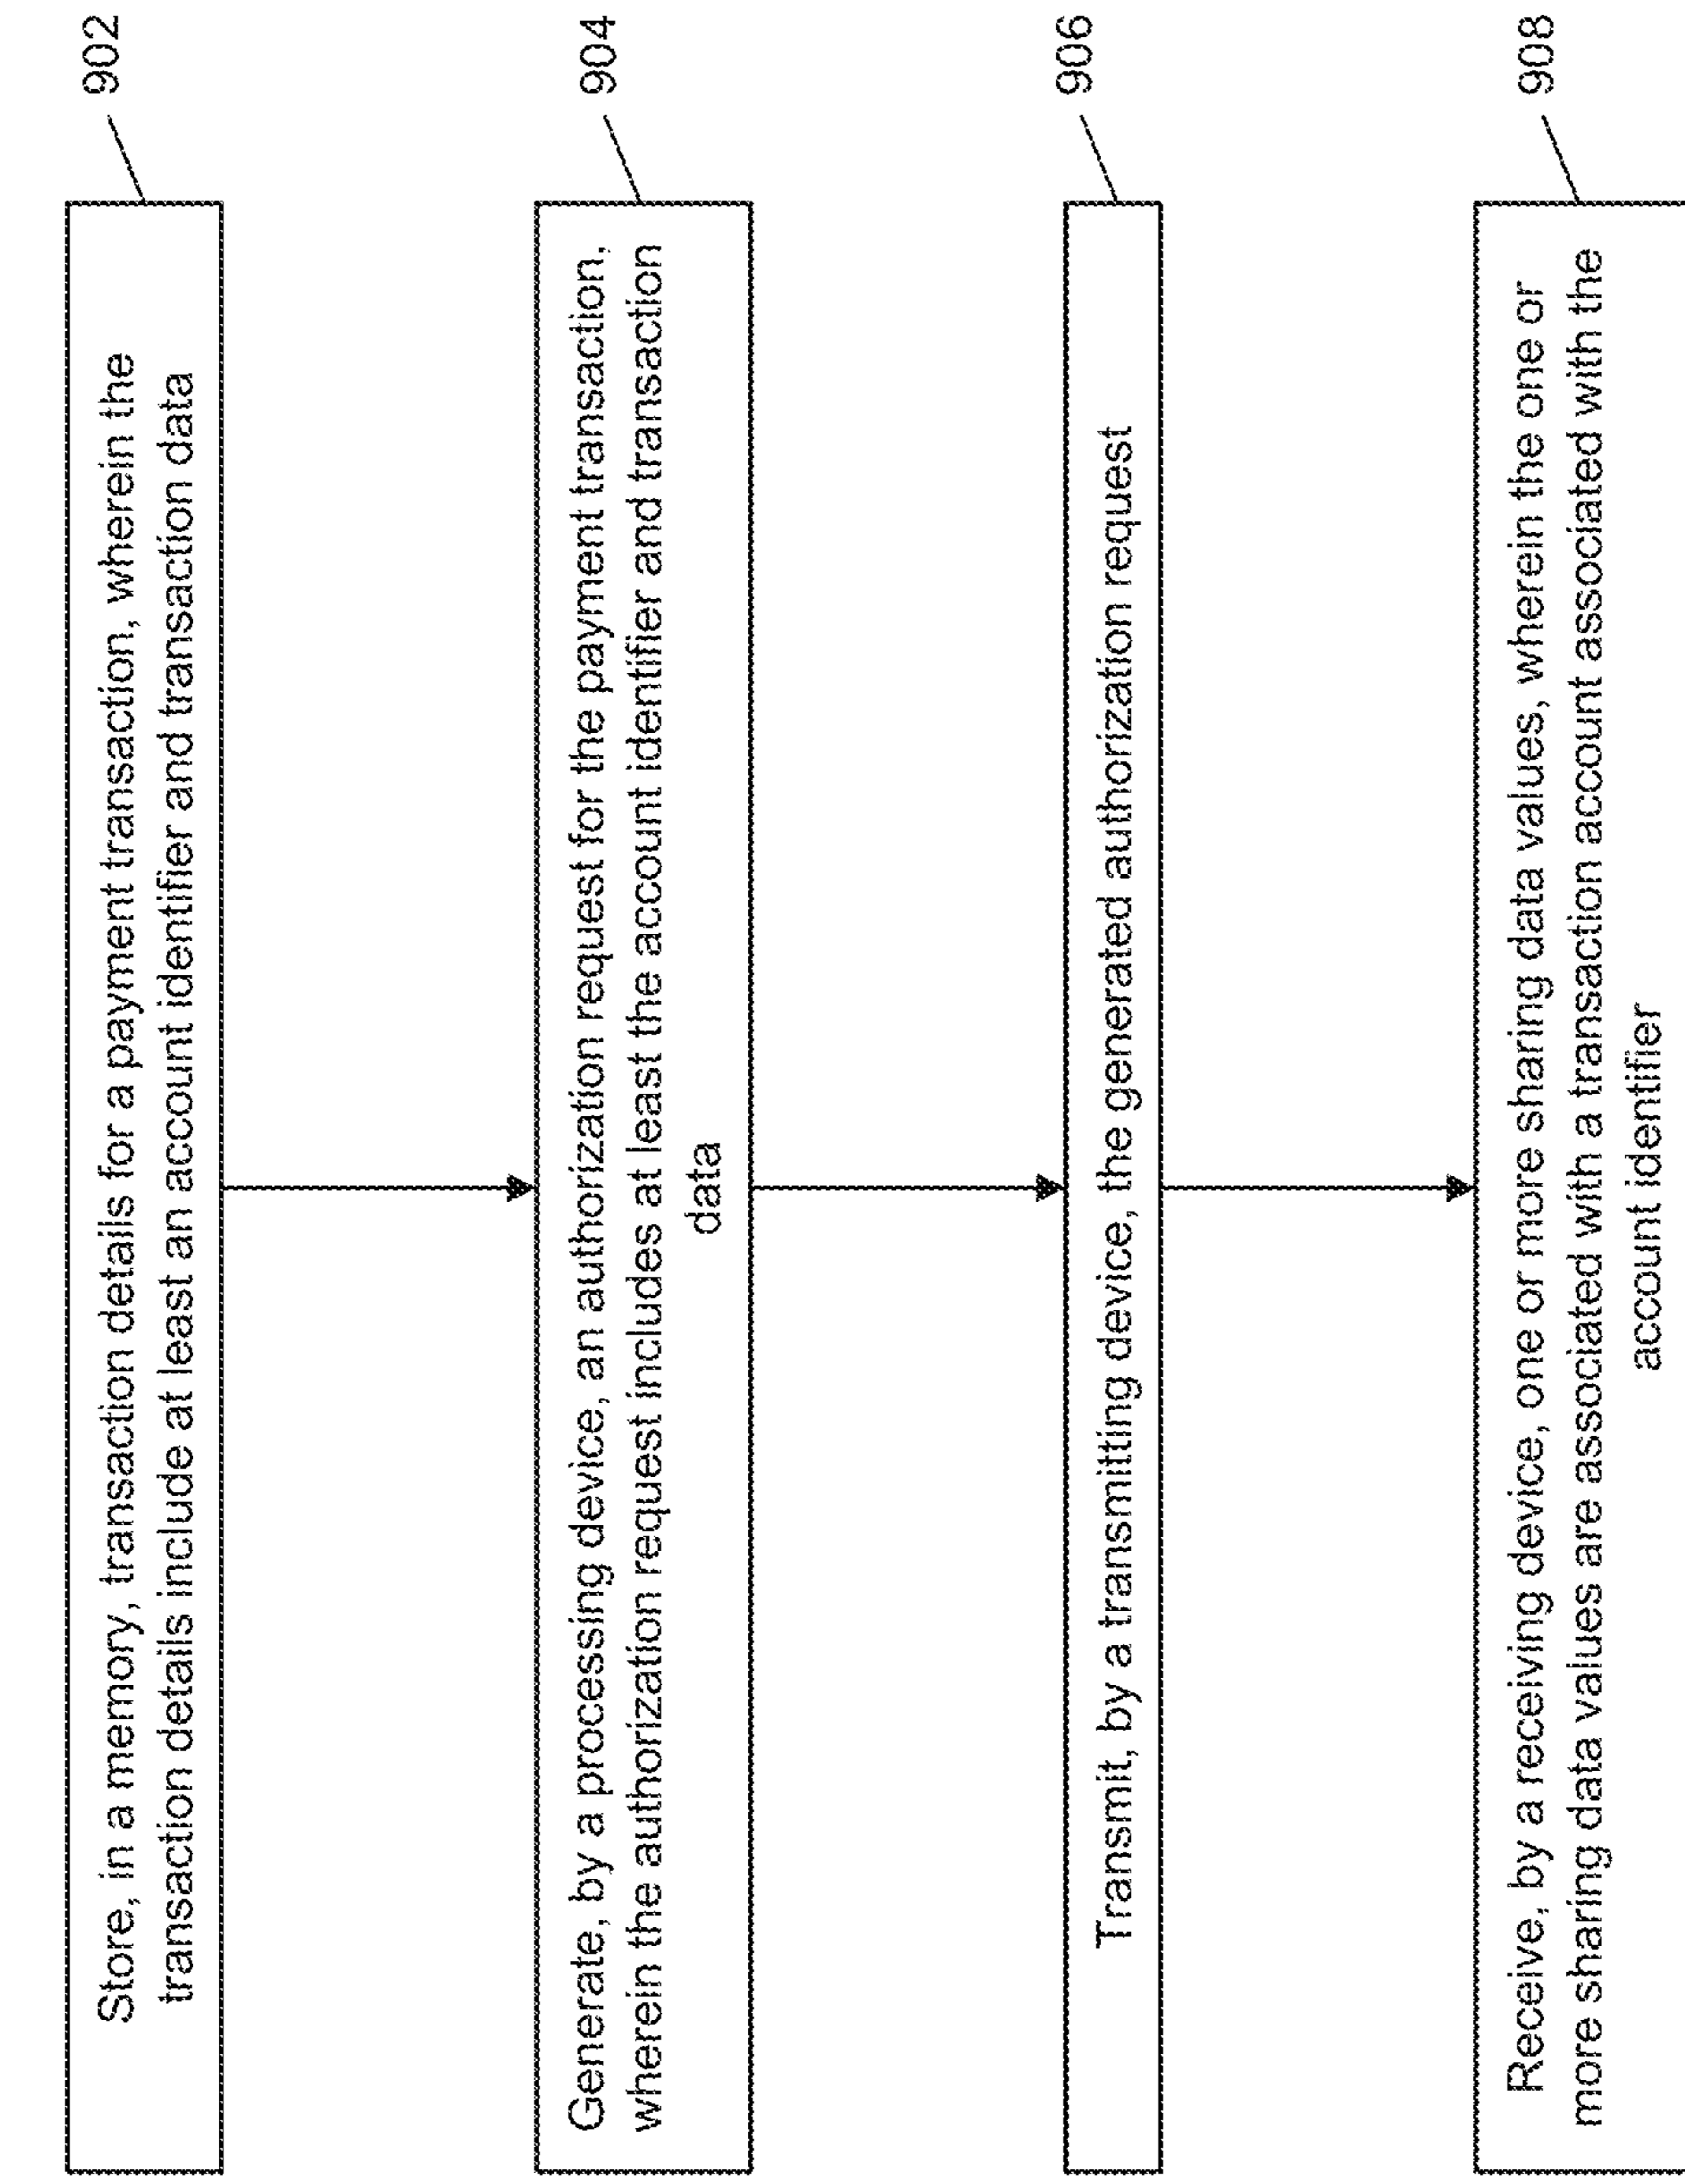 902
Store, in a memory, transaction details for a payment transaction, wherein the
transaction details include at least an account identifier and transaction data
904
Generate, by a processing device, an authorization request for the payment transaction,
wherein the authorization request includes at least the account identifier and transaction
data
906
Transmit, by a transmitting device, the generated authorization request
908
Receive, by a receiving device, one or more sharing data values, wherein the one or
more sharing data values are associated with a transaction account associated with the
account identifier